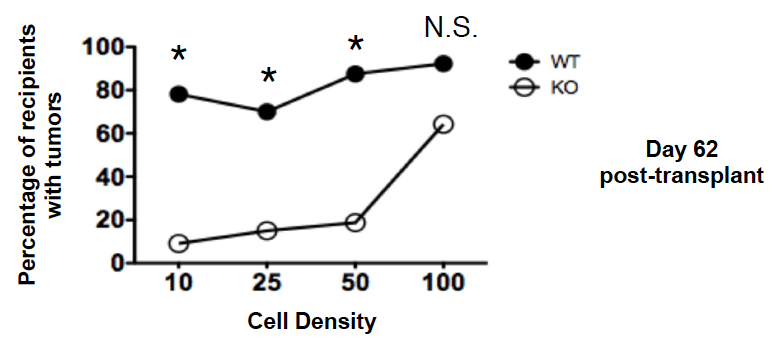 Percentage of recipients
with tumors
100
80
60
40
20
0
* * * N.S.
10 25 50 100
Cell Density
WT
KO
Day 62
post-transplant